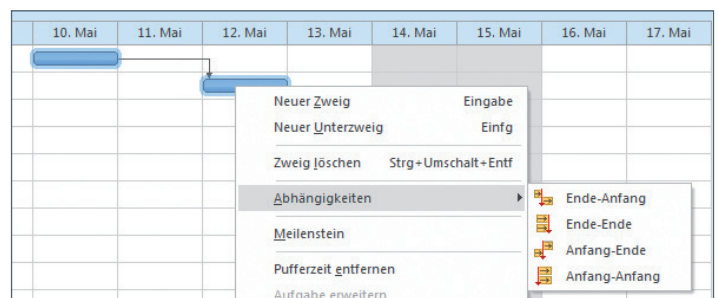 10. Mai 11. Mai 12. Mai 13. Mai 14. Mai 15. Mai 16. Mai 17. Mai
Neuer Zweig Eingabe
Neuer Unterzweig Einfg
Zweig löschen Strg+Umschalt+Entf
Abhängigkeiten
Ende-Anfang
Ende-Ende
Meilenstein
Anfang-Ende
Pufferzeit entfernen
Anfang-Anfang
Aufgabe erweitern